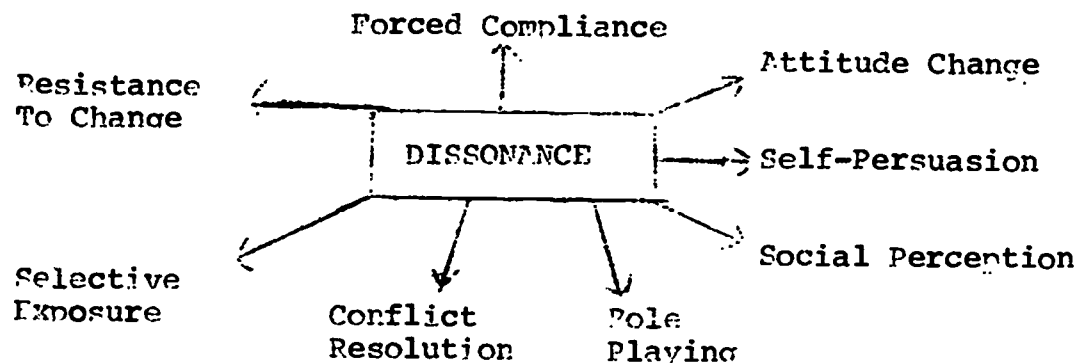 Forced Compliance
Attitude Change
Resistance
To Change
DISSONANCE
Self-Persuasion
Social Perception
Selective
Exposure
Conflict
Resolution
Role
Playing